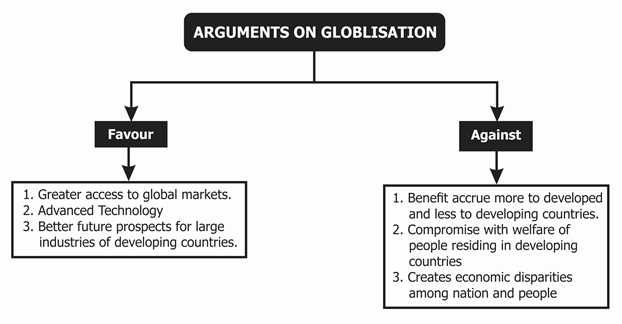 ARGUMENTS ON GLOBLISATION
Favour
1. Greater access to global markets.
2. Advanced Technology
3. Better future prospects for large
industries of developing countries.
Against
1. Benefit accrue more to developed
and less to developing countries.
2. Compromise with welfare of
people residing in developing
countries
3. Creates economic disparities
among nation and people